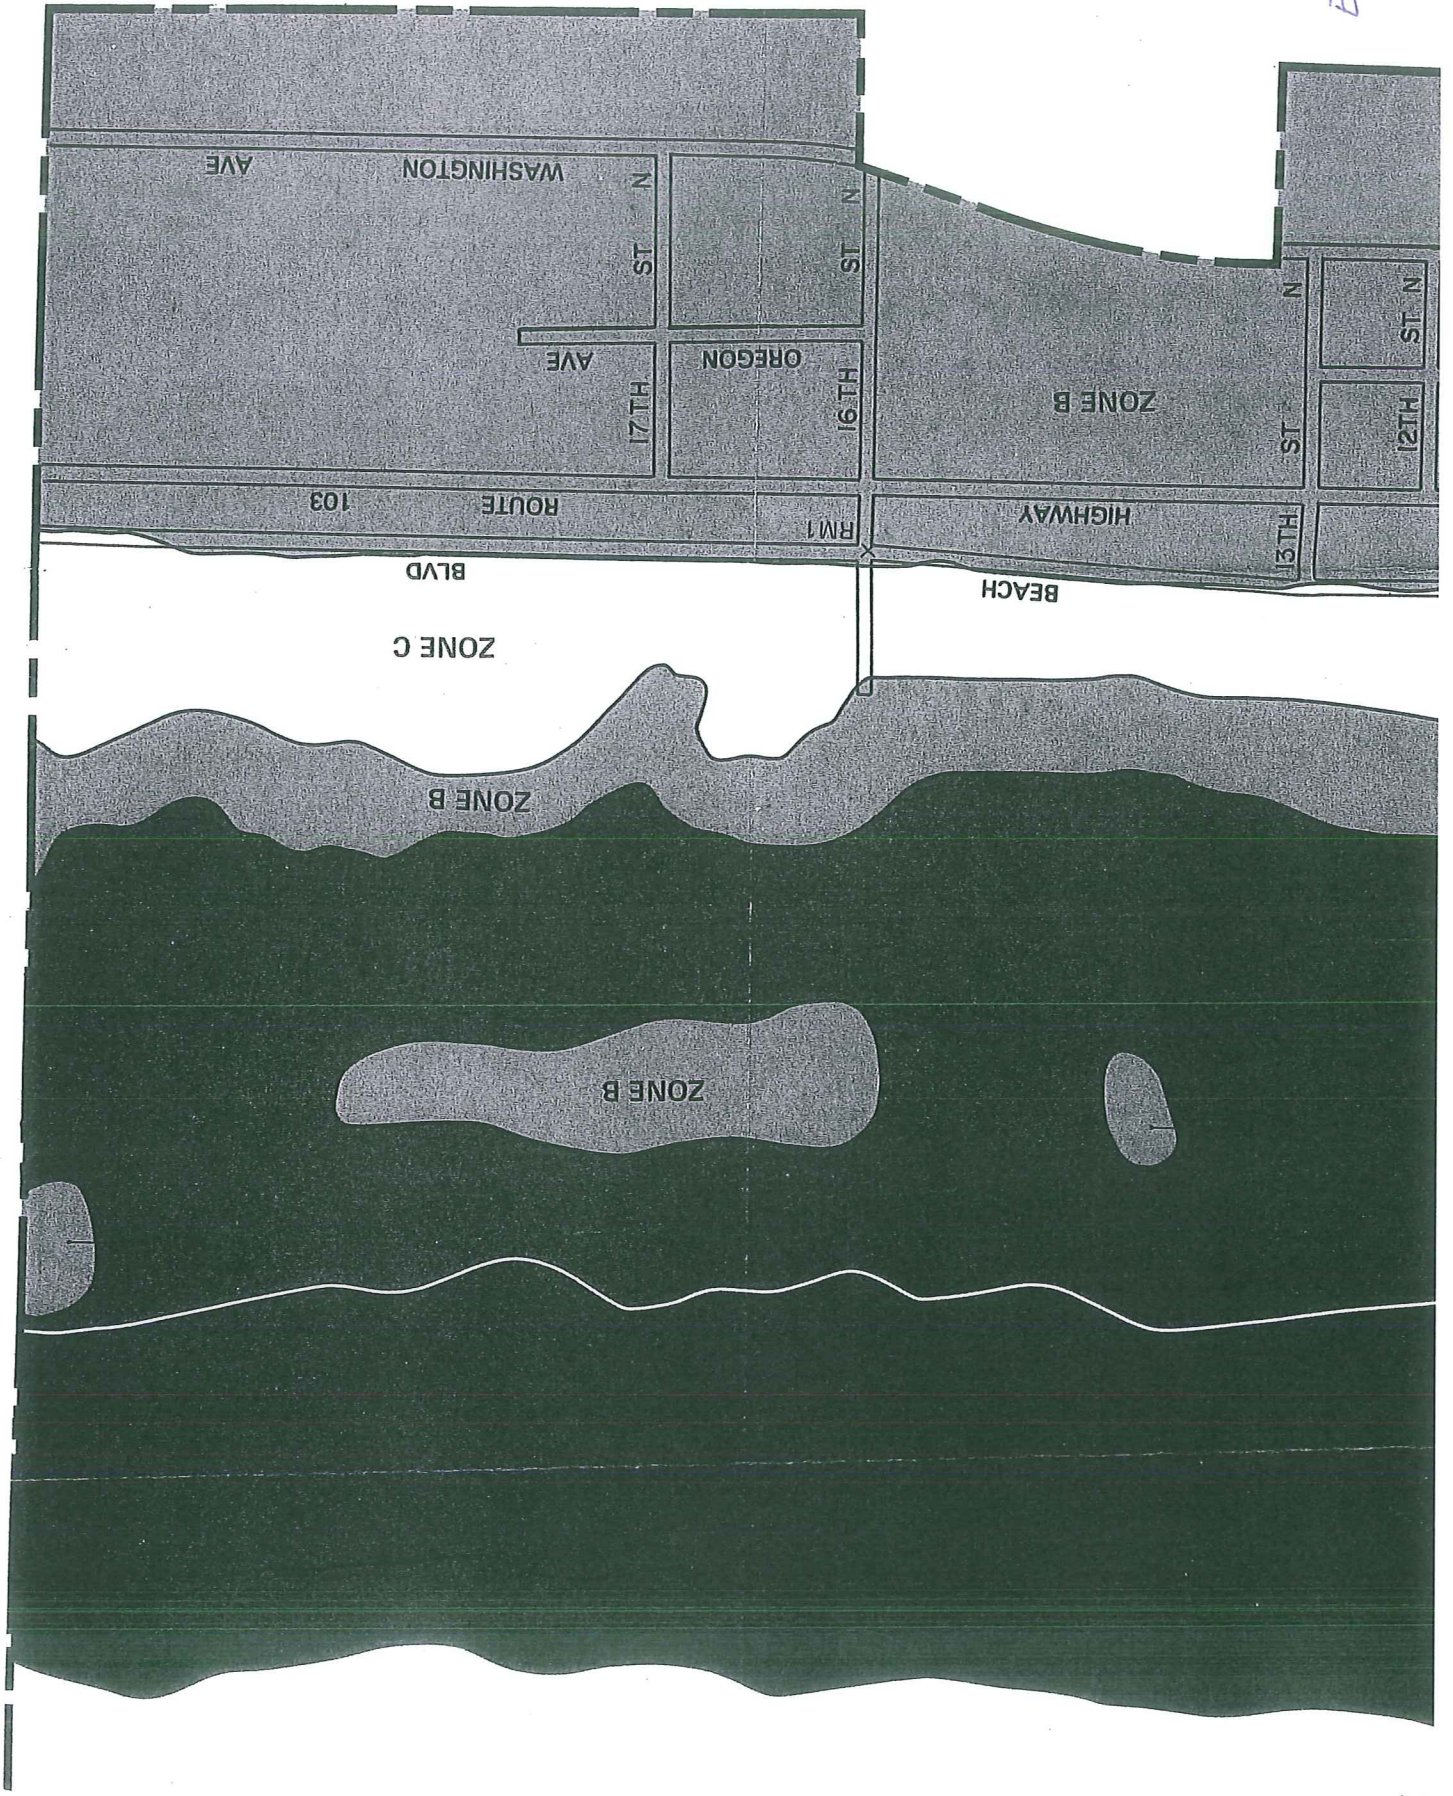 ZONE B
ZONE B
ZONE C
BEACH BLVD
RM1
HIGHWAY ROUTE 103
12TH ST N
13TH ST N
ZONE B
16TH ST N
17TH ST N
OREGON AVE
WASHINGTON AVE